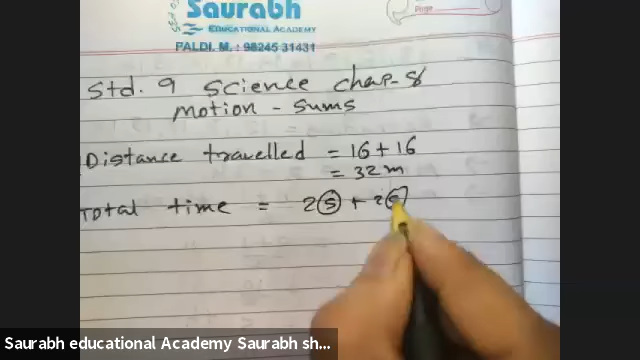 Saurabh
EDUCATIONAL ACADEMY
PALDI. M. : 98245 31431
Page
Std. 9 Science chap-8
motion - sums
Distance travelled = 16 + 16
= 32 m
Total time = 2 s + 2 s
Saurabh educational Academy Saurabh sh...